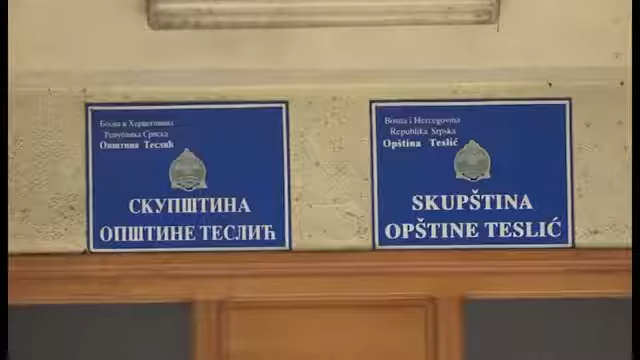 Босна и Херцеговина
Република Српска
Општина Теслић
СКУПШТИНА
ОПШТИНЕ ТЕСЛИЋ
Bosna i Hercegovina
Republika Srpska
Opština Teslić
SKUPŠTINA
OPŠTINE TESLIĆ